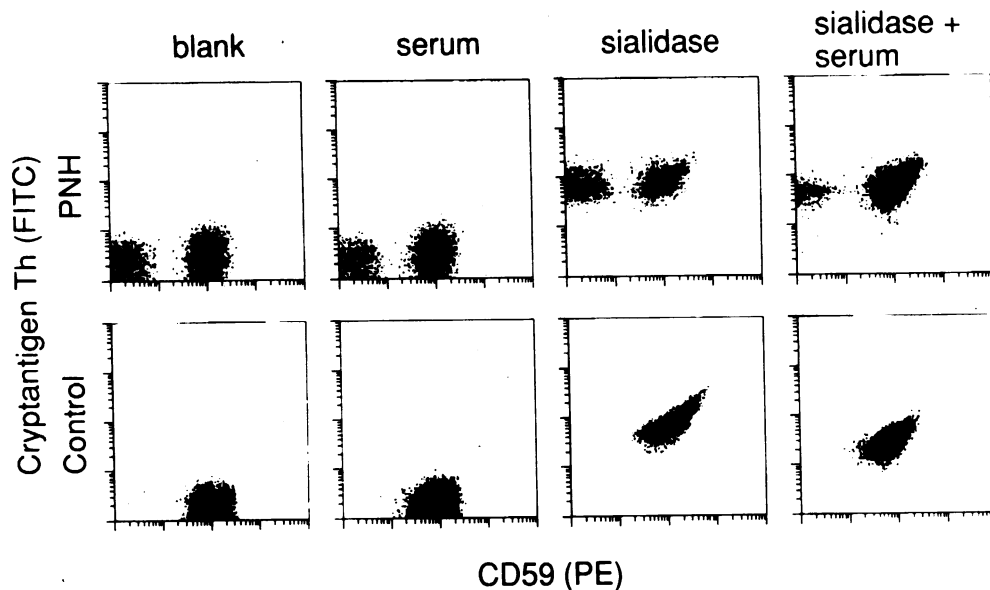 blank
serum
sialidase
sialidase +
serum
Cryptantigen Th (FITC)
PNH
Control
CD59 (PE)